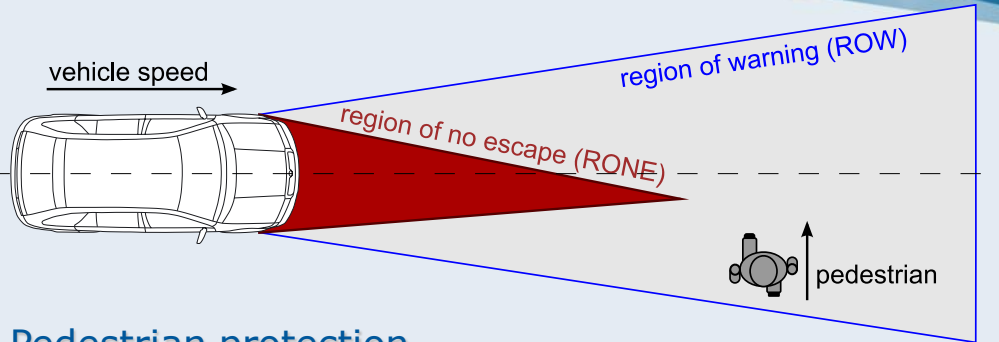 vehicle speed
region of warning (ROW)
region of no escape (RONE)
pedestrian
Pedestrian protection